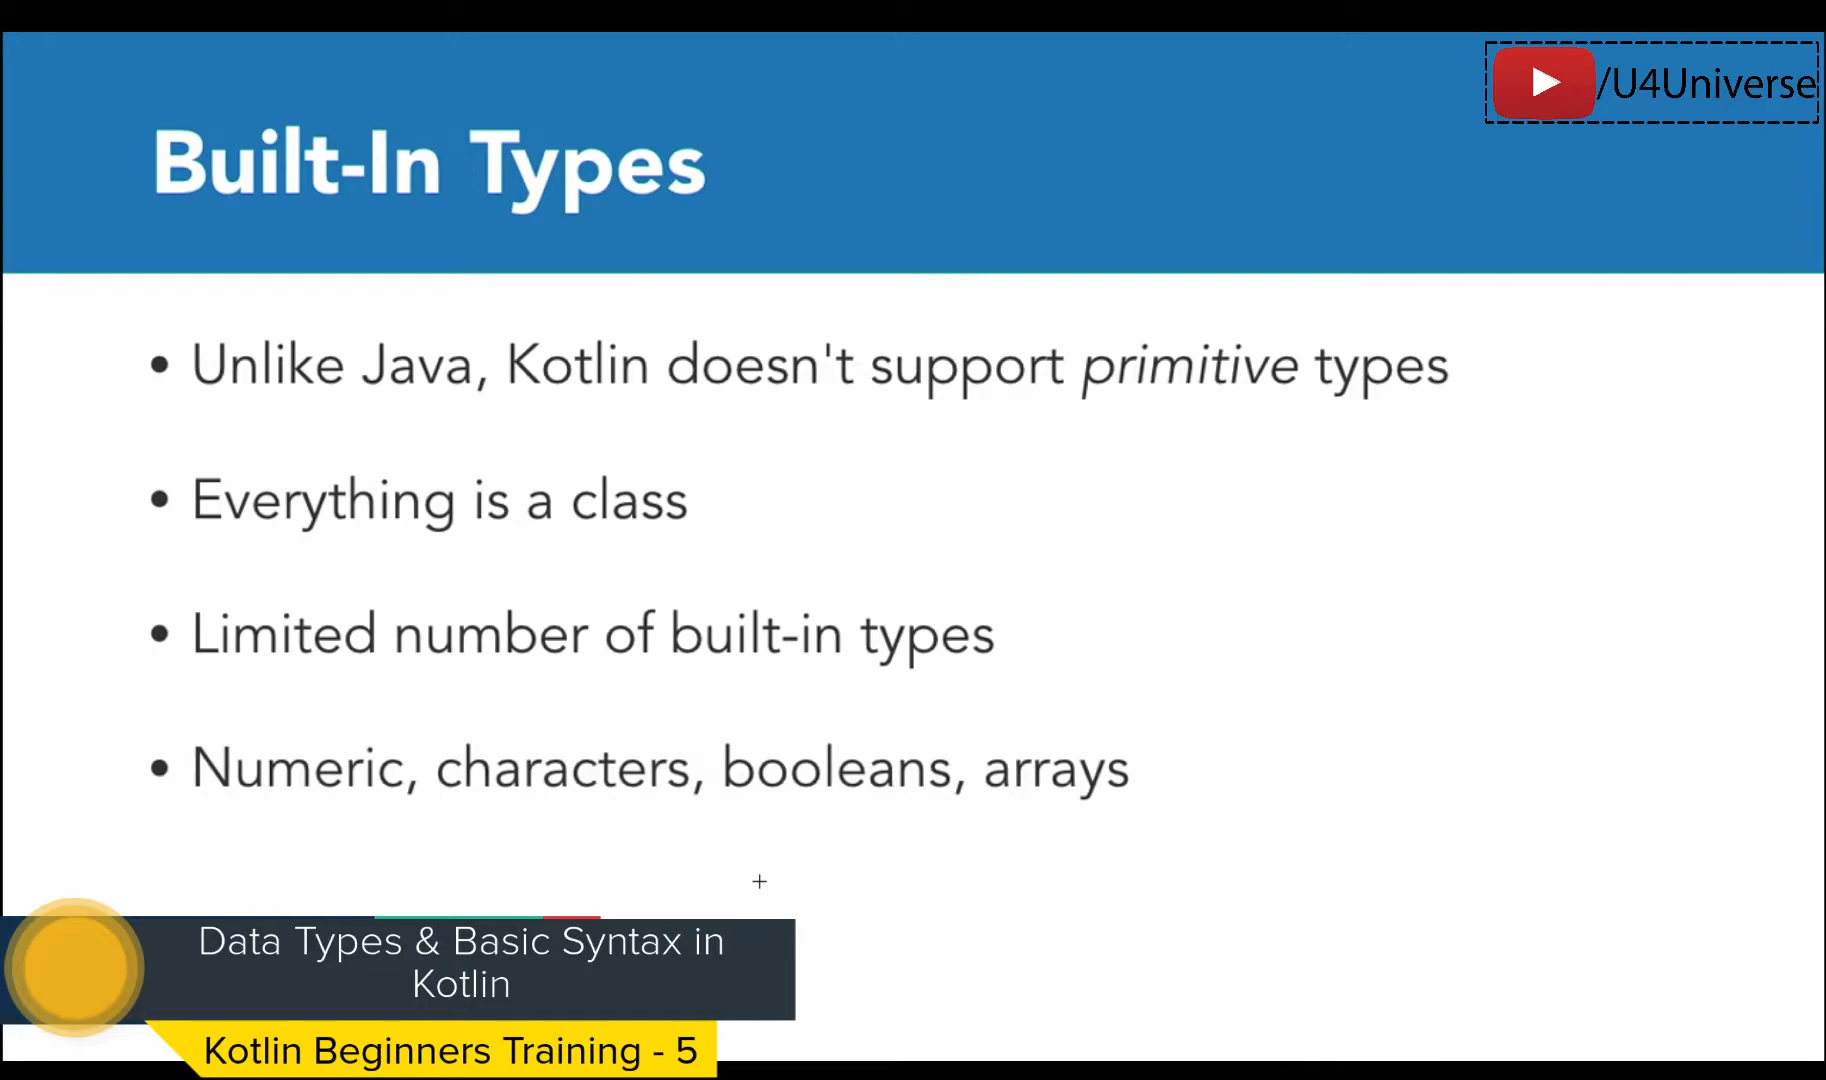 /U4Universe
Built-In Types
• Unlike Java, Kotlin doesn't support primitive types
• Everything is a class
• Limited number of built-in types
• Numeric, characters, booleans, arrays
Data Types & Basic Syntax in
Kotlin
Kotlin Beginners Training - 5